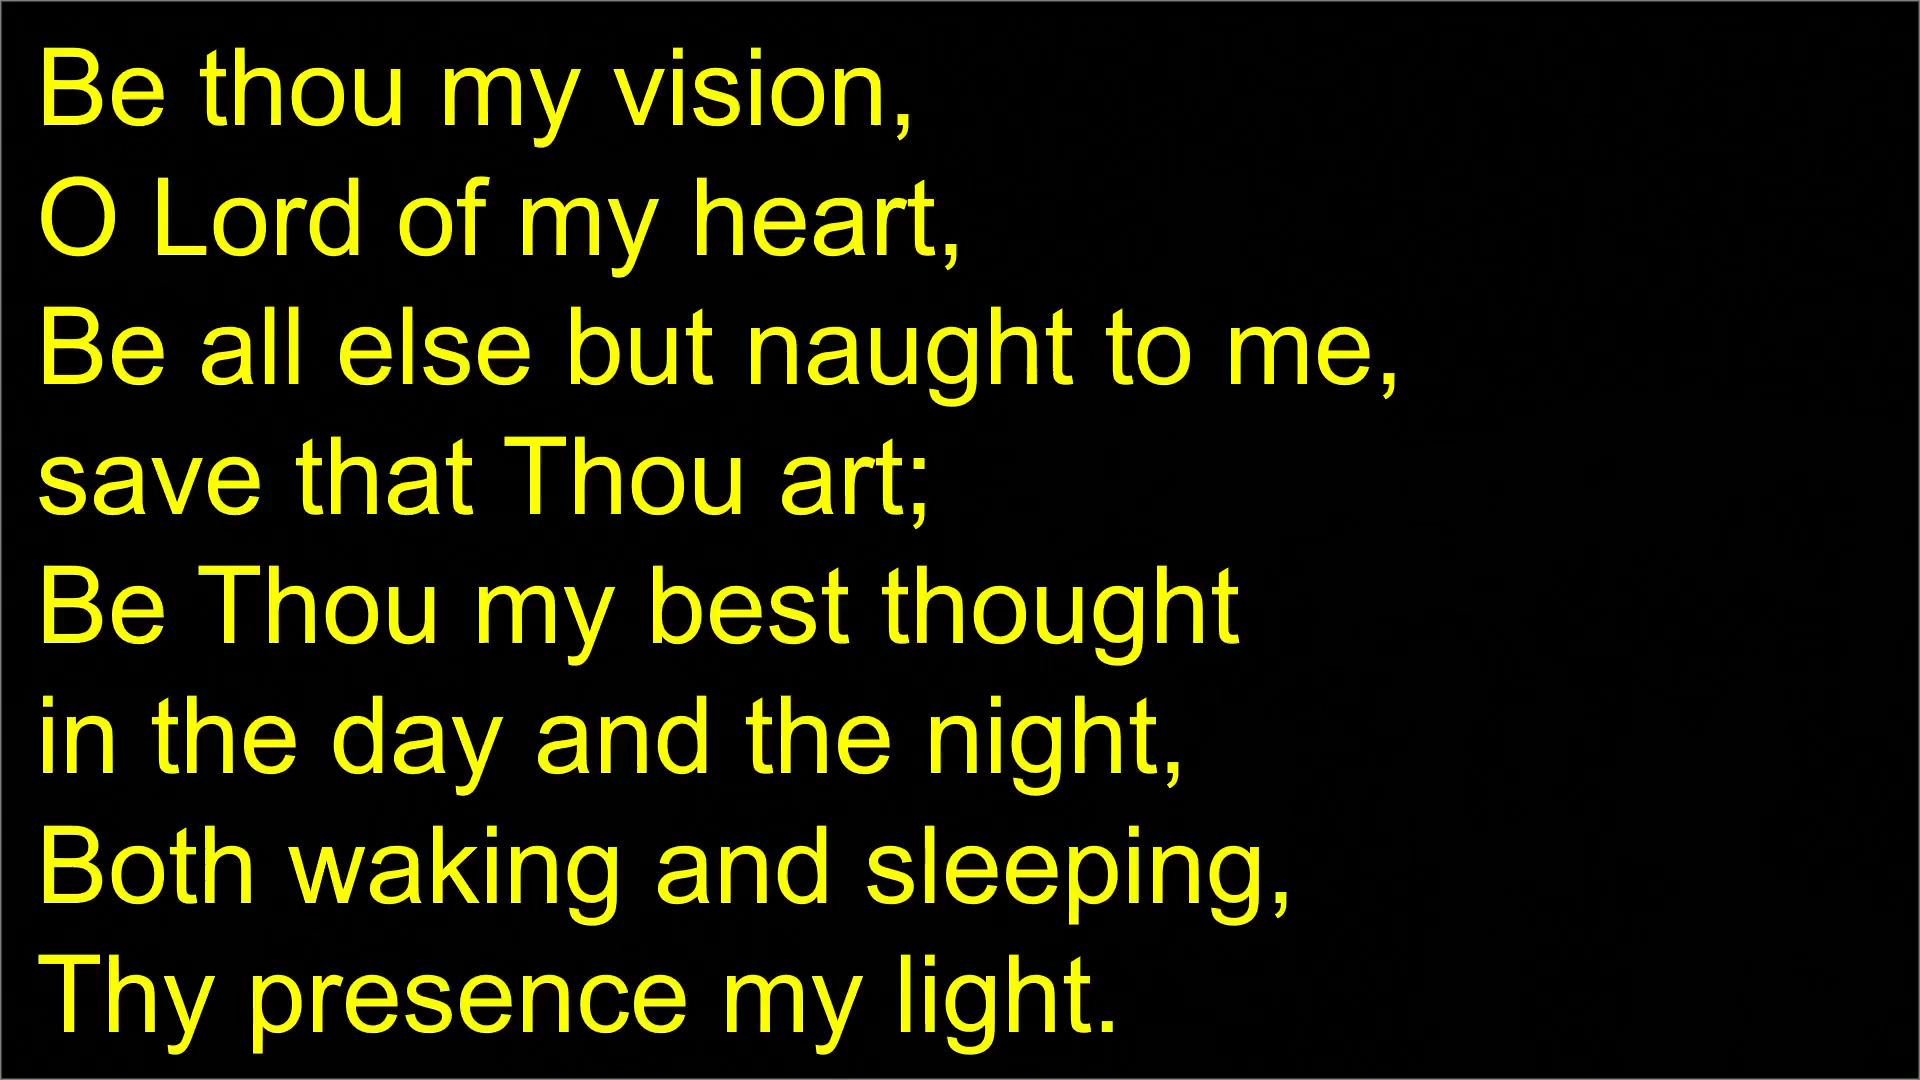 Be thou my vision,
O Lord of my heart,
Be all else but naught to me,
save that Thou art;
Be Thou my best thought
in the day and the night,
Both waking and sleeping,
Thy presence my light.